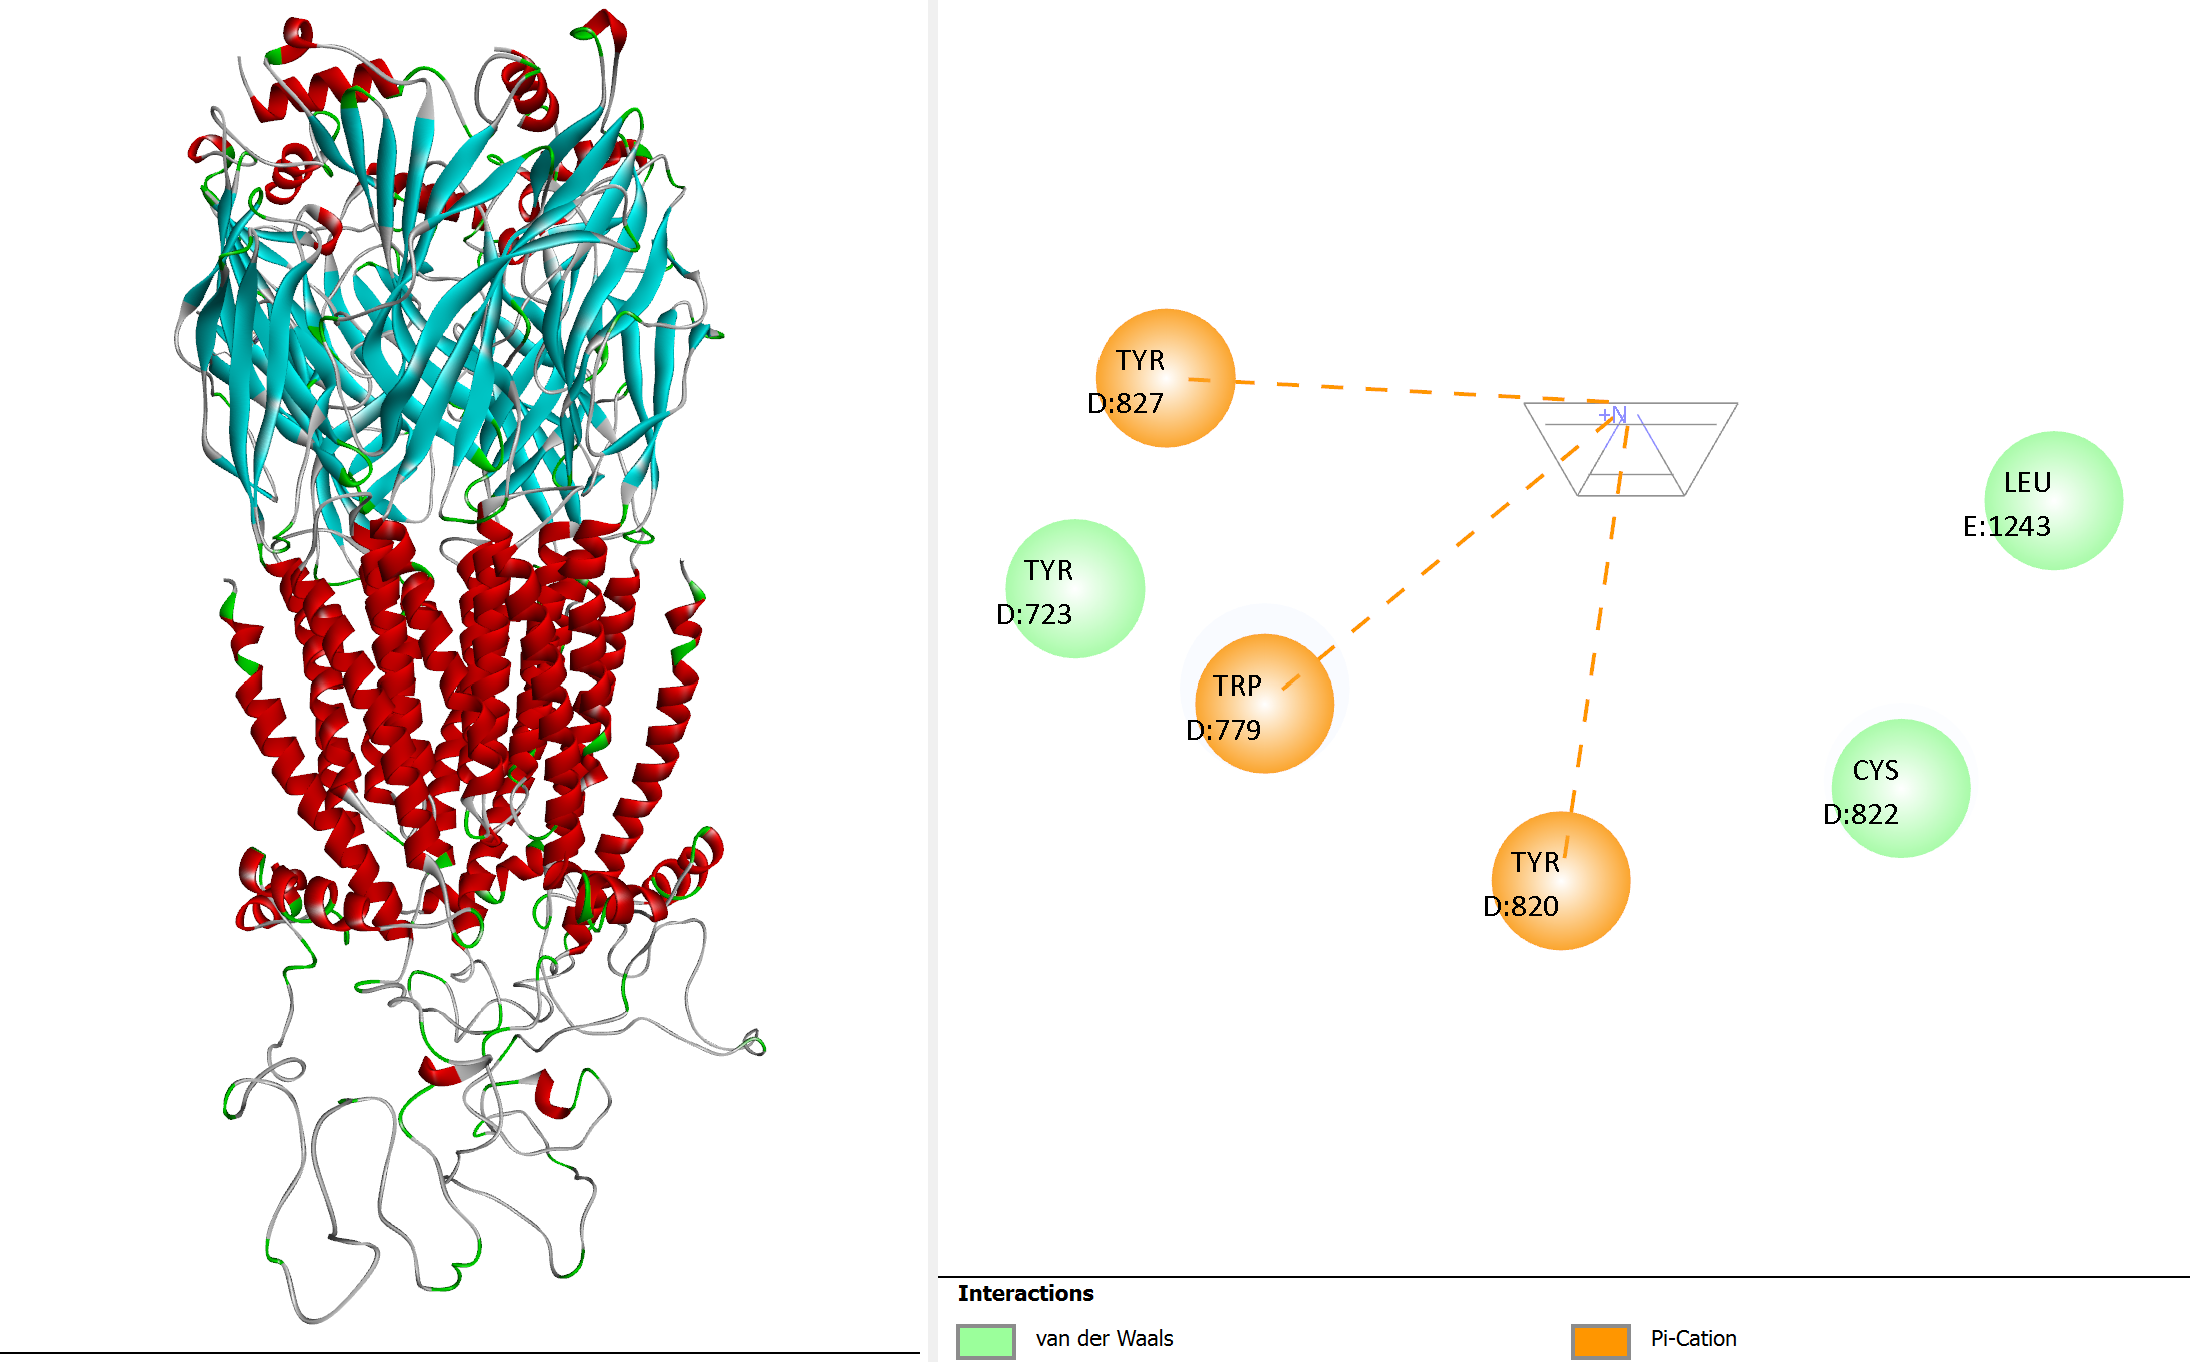 TYR
D:827
+N
LEU
E:1243
TYR
D:723
TRP
D:779
CYS
D:822
TYR
D:820
Interactions
van der Waals
Pi-Cation